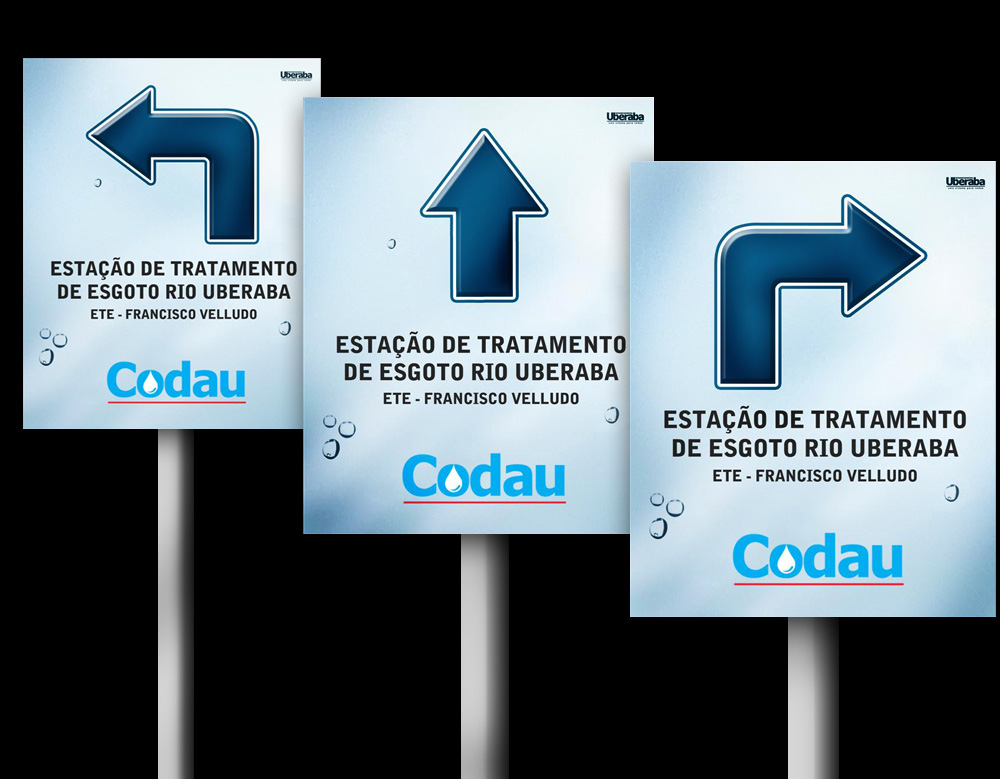 Uberaba
ESTAÇÃO DE TRATAMENTO
DE ESGOTO RIO UBERABA
ETE - FRANCISCO VELLUDO
Codau
Uberaba
ESTAÇÃO DE TRATAMENTO
DE ESGOTO RIO UBERABA
ETE - FRANCISCO VELLUDO
Codau
Uberaba
ESTAÇÃO DE TRATAMENTO
DE ESGOTO RIO UBERABA
ETE - FRANCISCO VELLUDO
Codau